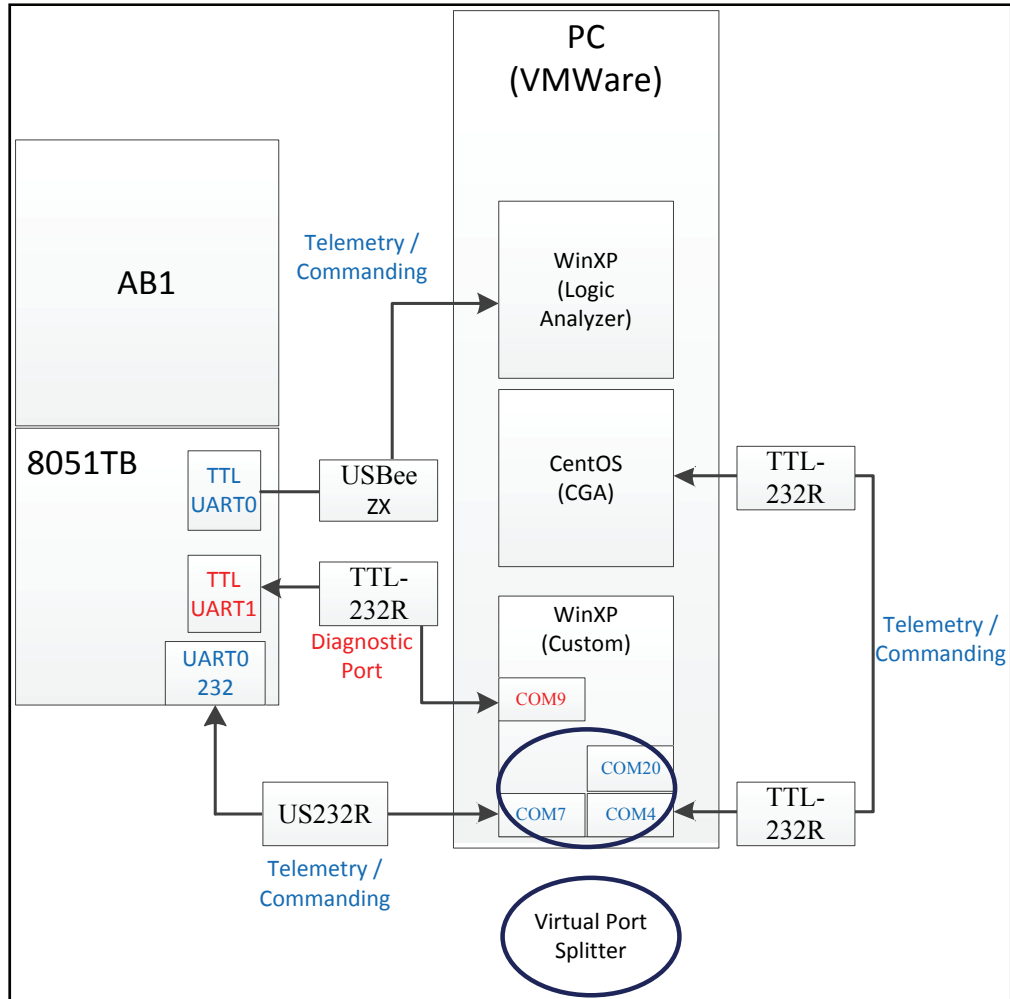 PC
(VMWare)
AB1
Telemetry /
Commanding
WinXP
(Logic
Analyzer)
8051TB
TTL
UART0
USBee
ZX
CentOS
(CGA)
TTL-
232R
TTL
UART1
TTL-
232R
Diagnostic
Port
WinXP
(Custom)
Telemetry /
Commanding
UART0
232
COM9
COM20
US232R
COM7
COM4
TTL-
232R
Telemetry /
Commanding
Virtual Port
Splitter